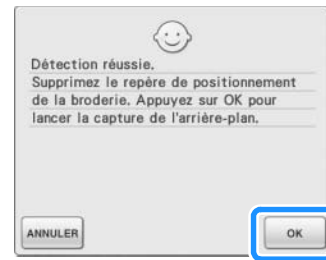 Détection réussie.
Supprimez le repère de positionnement
de la broderie. Appuyez sur OK pour
lancer la capture de l'arrière-plan.
ANNULER
OK